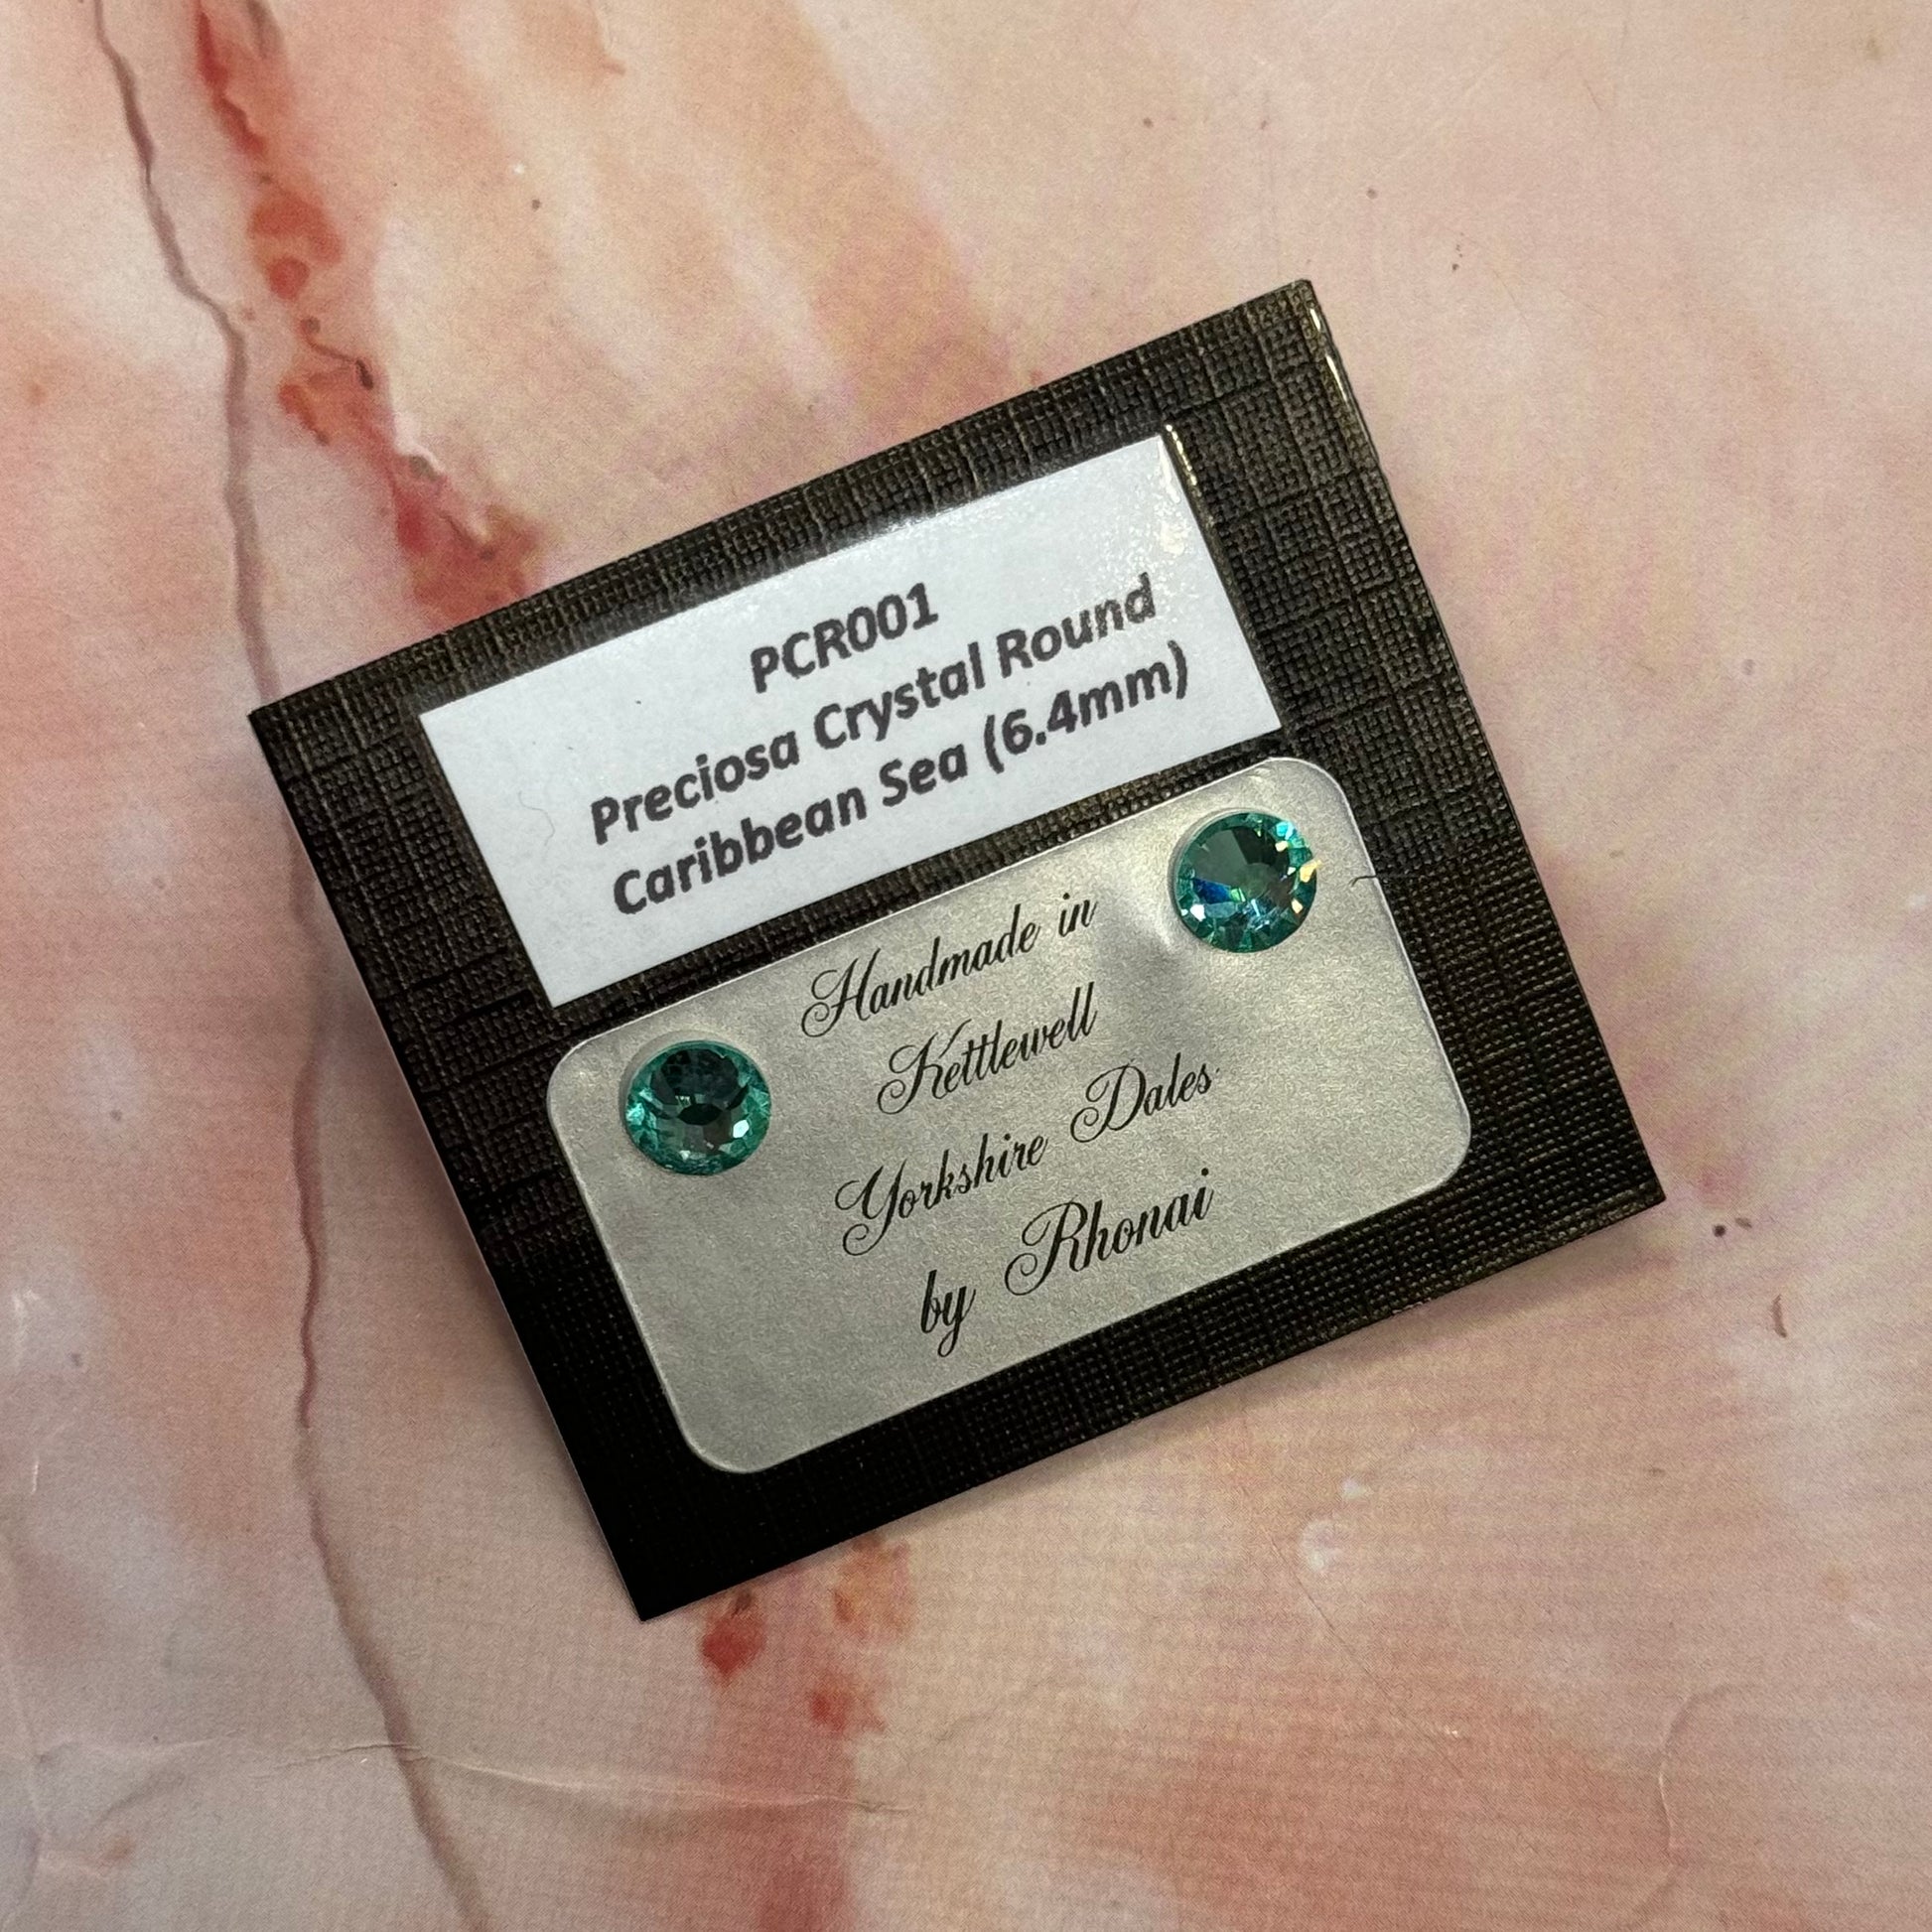 PCR001
Preciosa Crystal Round
Caribbean Sea (6.4mm)
Handmade in
Kettlewell
Yorkshire Dales
by Rhonai